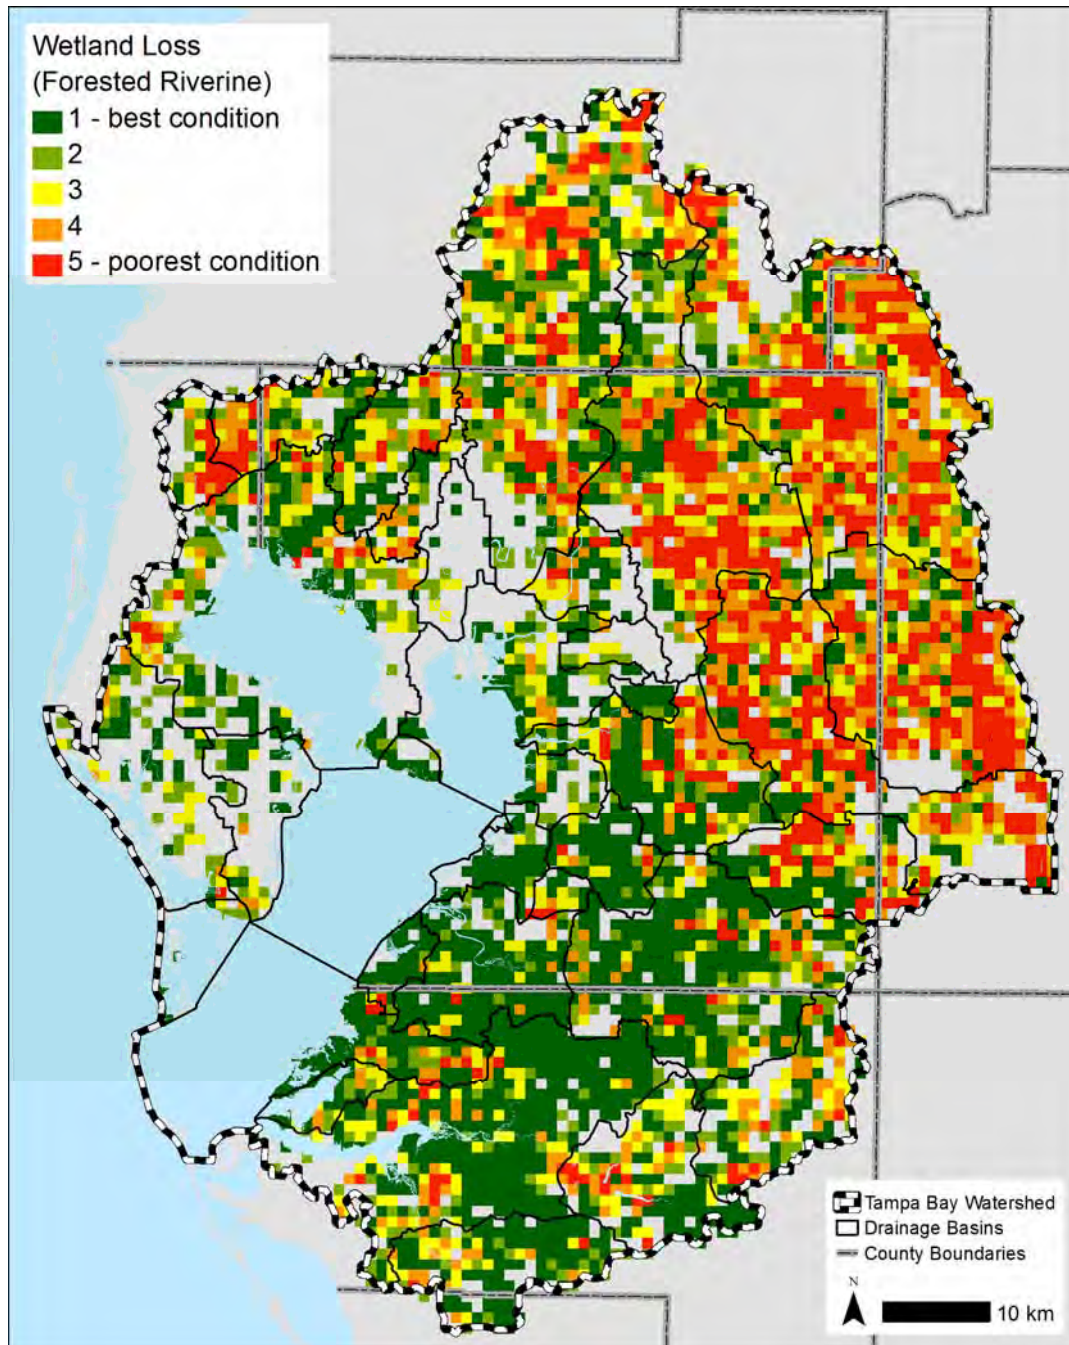 Wetland Loss
(Forested Riverine)
1 - best condition
2
3
4
5 - poorest condition
Tampa Bay Watershed
Drainage Basins
County Boundaries
N
10 km